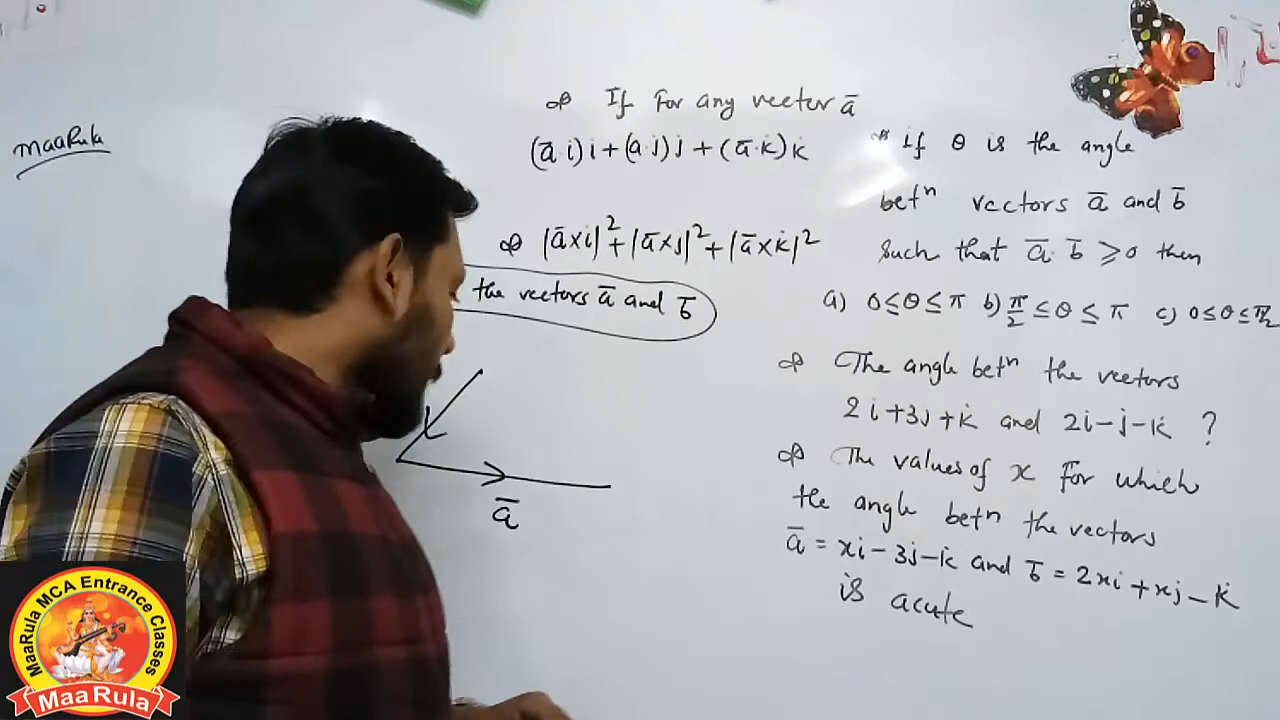 MaaRula
If for any vector ā
(ā.i)i+(a.j)j+(ā.k)k
|ā×i|²+|ā×j|²+|ā×k|²
the vectors ā and b̄
ā
* If θ is the angle
betⁿ vectors ā and b̄
Such that ā.b̄ ⩾0 then
a) 0≤θ≤π b) π/2 ≤θ≤ π c) 0≤θ≤π/2
The angle betⁿ the vectors
2i+3j+k and 2i-j-k ?
The values of x for which
the angle betⁿ the vectors
ā = xi-3j-k and b̄ = 2xi+xj-k
is acute
MaaRula MCA Entrance Classes
MaaRula